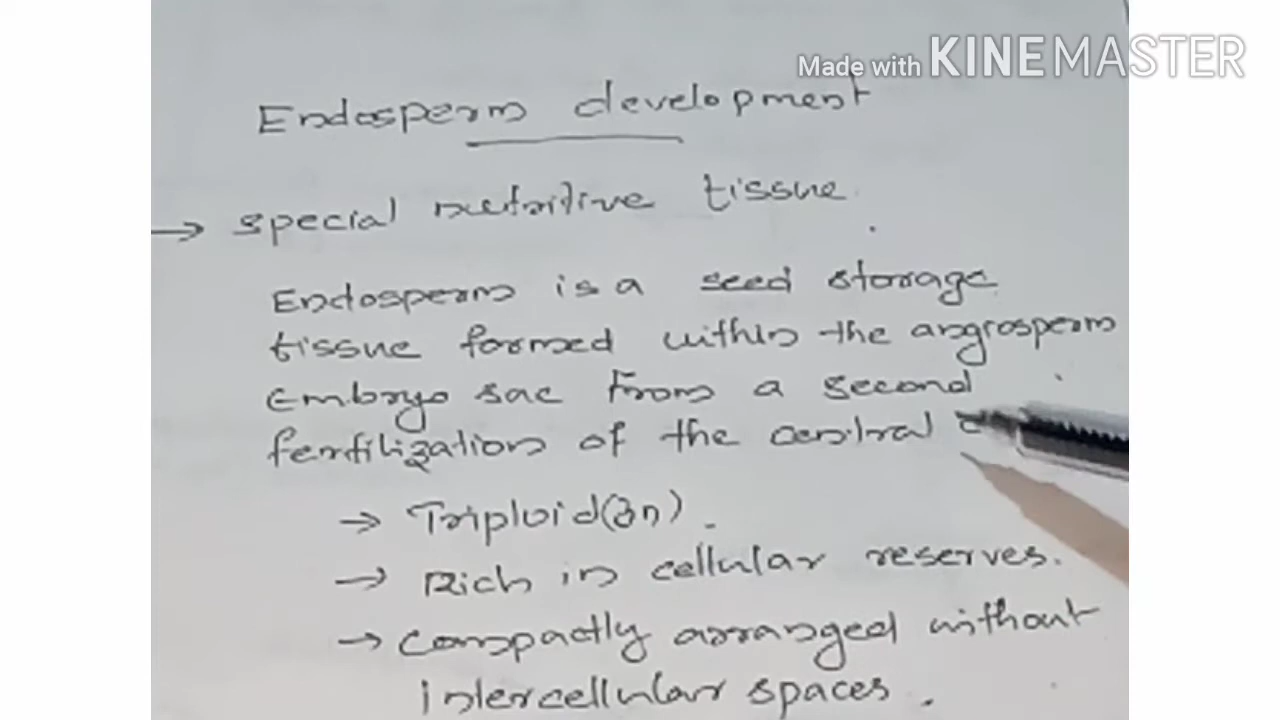 Made with KINEMASTER
Endosperm development
→ special nutritive tissue.
Endosperm is a seed storage
tissue formed within the angrosperm
embryo sac from a second
fertilization of the central
→ Triploid(3n).
→ Rich in cellular reserves.
→ compactly arranged without
intercellular spaces.